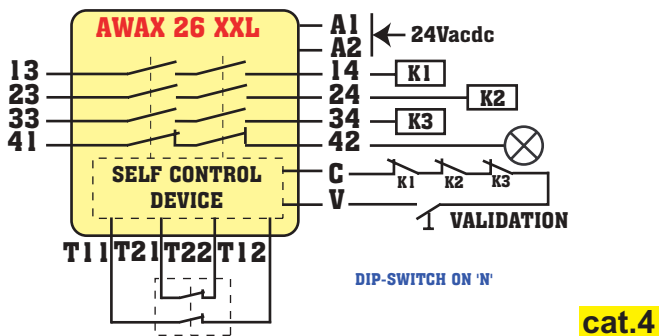 AWAX 26 XXL
A1
A2
24Vacdc
13
14
K1
23
24
K2
33
34
K3
41
42
SELF CONTROL
DEVICE
C
K1 K2 K3
V
VALIDATION
T11 T21 T22 T12
DIP-SWITCH ON 'N'
cat.4